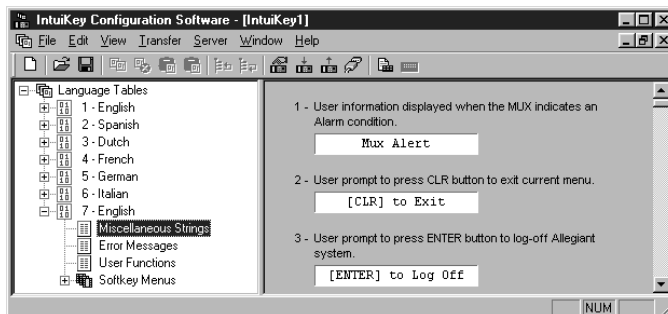 IntuiKey Configuration Software - [IntuiKey1]
File Edit View Transfer Server Window Help
Language Tables
1 - English
2 - Spanish
3 - Dutch
4 - French
5 - German
6 - Italian
7 - English
Miscellaneous Strings
Error Messages
User Functions
Softkey Menus
1 - User information displayed when the MUX indicates an
Alarm condition.
Mux Alert
2 - User prompt to press CLR button to exit current menu.
[CLR] to Exit
3 - User prompt to press ENTER button to log-off Allegiant
system.
[ENTER] to Log Off
NUM